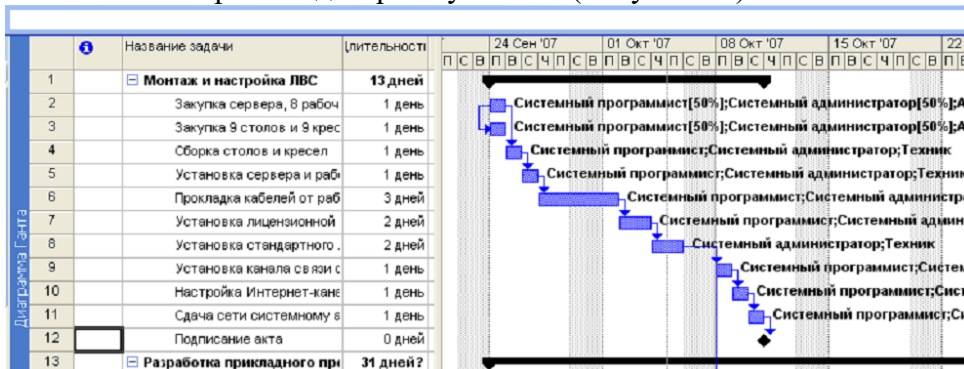 Название задачи
24 Сен '07 01 Окт '07 08 Окт '07 15 Окт '07 22
П С В П В С Ч П С В П В С Ч П С В П В С Ч П С В П В С Ч П С В П В
1 Монтаж и настройка ЛВС 13 дней
2 Закупка сервера, 8 рабоч 1 день Системный программист[50%];Системный администратор[50%];А
3 Закупка 9 столов и 9 крес 1 день Системный программист[50%];Системный администратор[50%];А
4 Сборка столов и кресел 1 день Системный программист;Системный администратор;Техник
5 Установка сервера и раб 1 день Системный программист;Системный администратор;Техник
6 Прокладка кабелей от раб 3 дней Системный программист;Системный администра
7 Установка лицензионной 2 дней Системный программист;Системный админ
8 Установка стандартного . 2 дней Системный администратор;Техник
9 Установка канала связи с 1 день Системный программист;Систем
10 Настройка Интернет-кана 1 день Системный программист;Сист
11 Сдача сети системному а 1 день Системный программист;Си
12 Подписание акта 0 дней
13 Разработка прикладного пр 31 дней?
Диаграмма Ганта